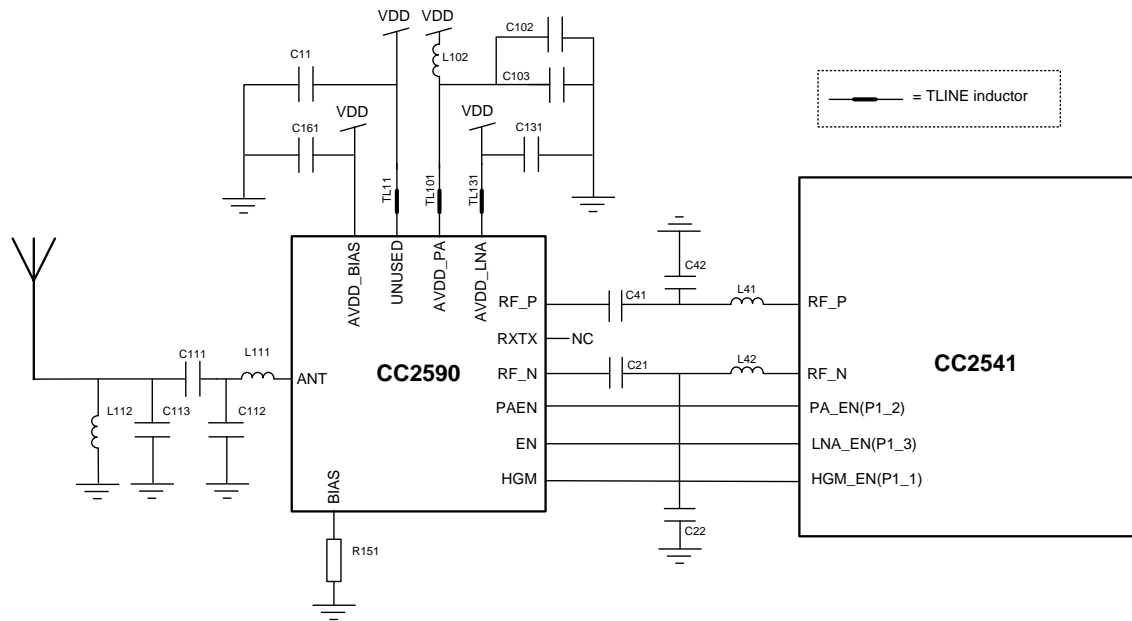 VDD
VDD
C102
C11
L102
C103
VDD
VDD
C161
C131
= TLINE inductor
TL11
TL101
TL131
AVDD_BIAS
UNUSED
AVDD_PA
AVDD_LNA
C42
RF_P
C41
L41
RF_P
RXTX
NC
C111
L111
ANT
CC2590
RF_N
C21
L42
RF_N
CC2541
L112
C113
C112
PAEN
PA_EN(P1_2)
EN
LNA_EN(P1_3)
HGM
HGM_EN(P1_1)
BIAS
C22
R151